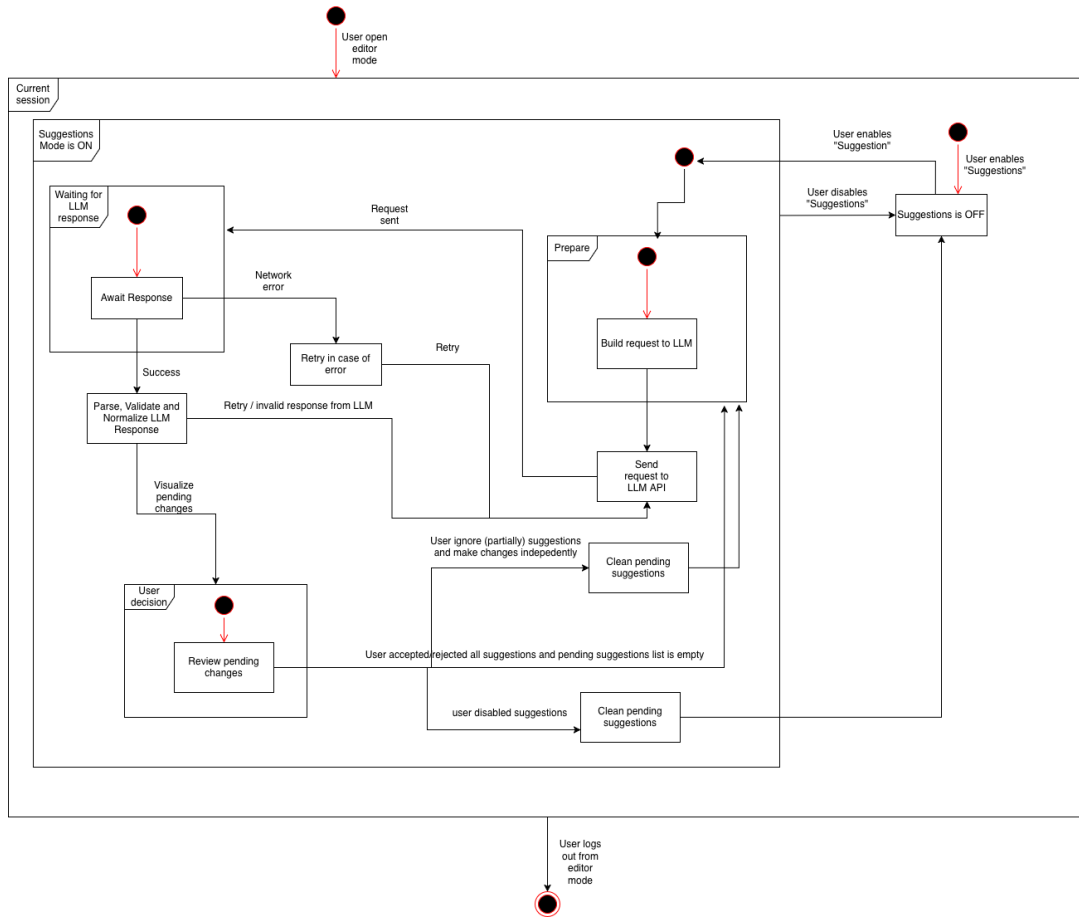 User open
editor
mode
Current
session
Suggestions
Mode is ON
User enables
"Suggestion"
User enables
"Suggestions"
Waiting for
LLM
response
User disables
"Suggestions"
Suggestions is OFF
Request
sent
Prepare
Network
error
Await Response
Build request to LLM
Retry in case of
error
Retry
Success
Parse, Validate and
Normalize LLM
Response
Retry / invalid response from LLM
Send
request to
LLM API
Visualize
pending
changes
User ignore (partially) suggestions
and make changes indepedently
Clean pending
suggestions
User
decision
Review pending
changes
User accepted/rejected all suggestions and pending suggestions list is empty
user disabled suggestions
Clean pending
suggestions
User logs
out from
editor
mode